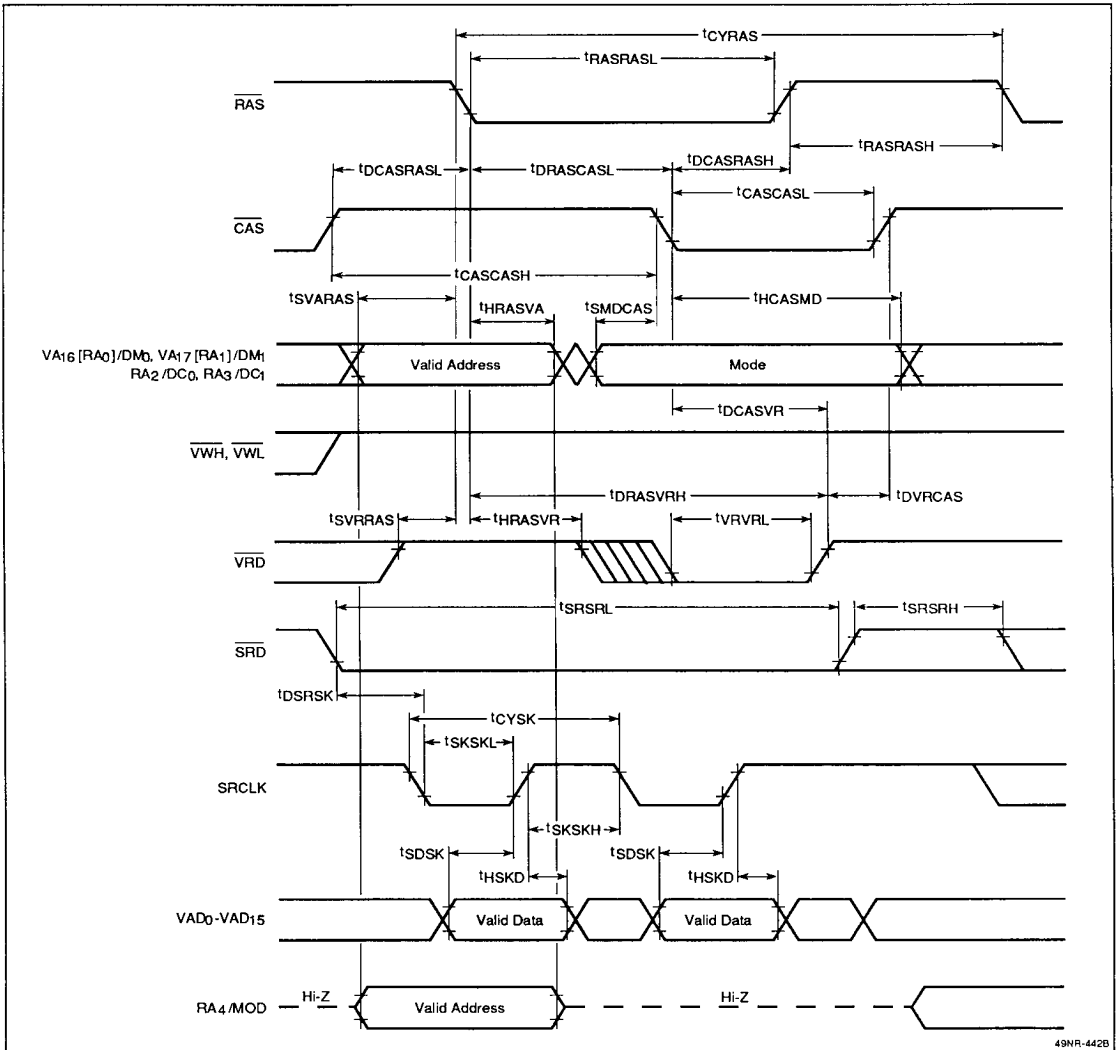 tCYRAS
tRASRASL
RAS
tRASRASH
tDCASRASL
tDRASCASL
tDCASRASH
tCASCASL
CAS
tCASCASH
tSVARAS
tHRASVA
tSMDCAS
tHCASMD
VA16 [RA0]/DM0, VA17 [RA1]/DM1
RA2/DC0, RA3/DC1
Valid Address
Mode
tDCASVR
VWH, VWL
tDRASVRH
tDVRCAS
tSVRRAS
tHRASVR
tVRVRL
VRD
tSRSRL
tSRSRH
SRD
tDSRSK
tCYSK
tSKSKL
SRCLK
tSKSKH
tSDSK
tSDSK
tHSKD
tHSKD
VAD0-VAD15
Valid Data
Valid Data
RA4/MOD
Hi-Z
Valid Address
Hi-Z
49NR-442B